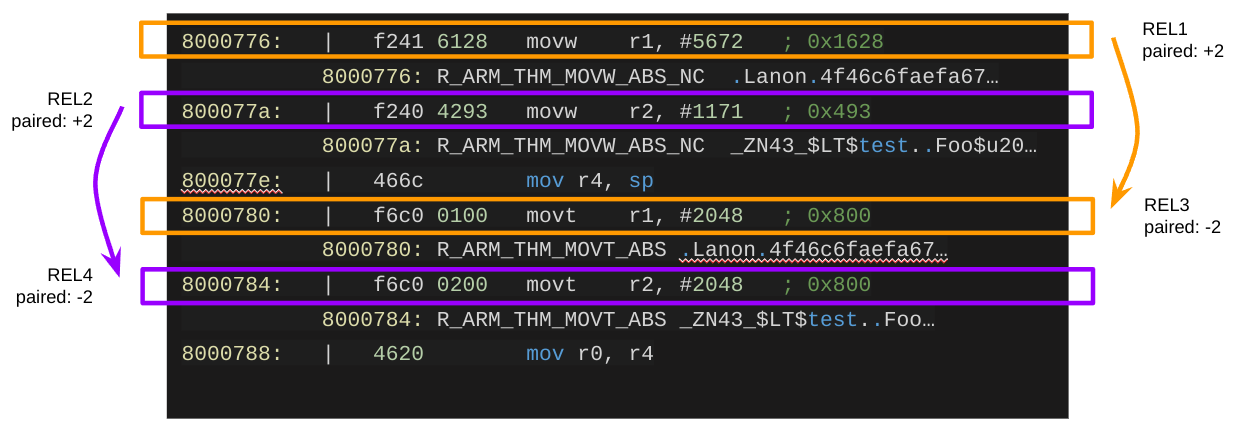 8000776: | f241 6128 movw r1, #5672 ; 0x1628
REL1
paired: +2
8000776: R_ARM_THM_MOVW_ABS_NC .Lanon.4f46c6faefa67…
REL2
paired: +2
800077a: | f240 4293 movw r2, #1171 ; 0x493
800077a: R_ARM_THM_MOVW_ABS_NC _ZN43_$LT$test..Foo$u20…
800077e: | 466c mov r4, sp
8000780: | f6c0 0100 movt r1, #2048 ; 0x800
REL3
paired: -2
8000780: R_ARM_THM_MOVT_ABS .Lanon.4f46c6faefa67…
REL4
paired: -2
8000784: | f6c0 0200 movt r2, #2048 ; 0x800
8000784: R_ARM_THM_MOVT_ABS _ZN43_$LT$test..Foo…
8000788: | 4620 mov r0, r4